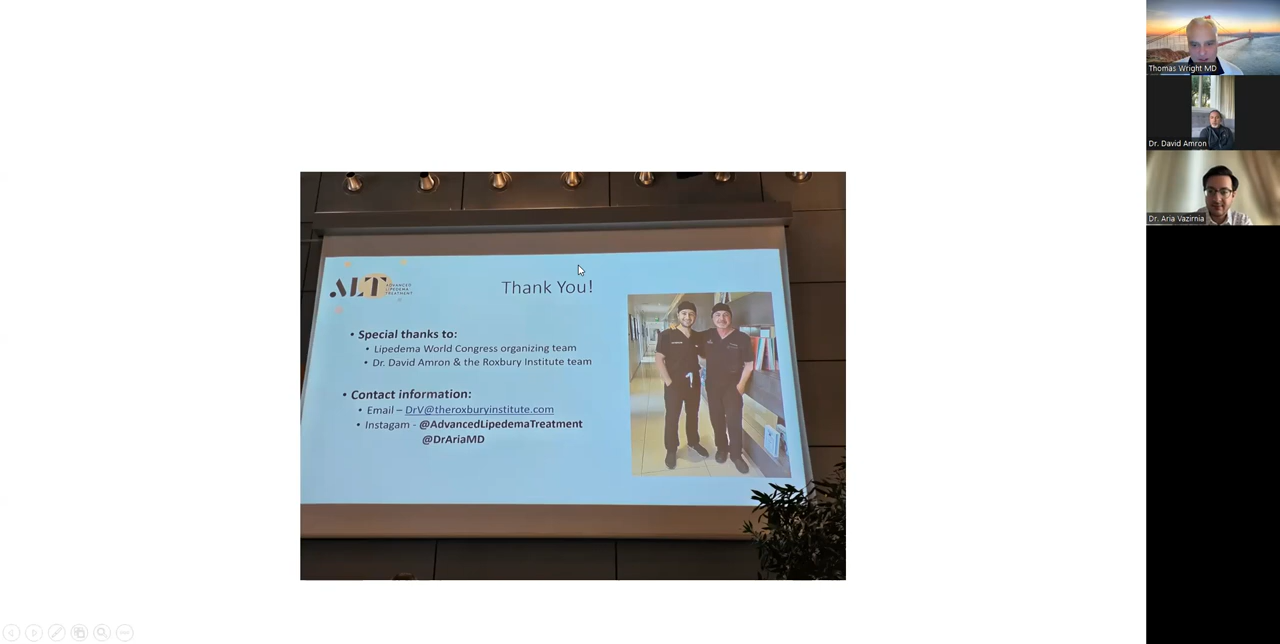 ALT ADVANCED
LIPEDEMA
TREATMENT
Thank You!
• Special thanks to:
• Lipedema World Congress organizing team
• Dr. David Amron & the Roxbury Institute team
• Contact information:
• Email – DrV@theroxburyinstitute.com
• Instagam - @AdvancedLipedemaTreatment
@DrAriaMD
Thomas Wright MD
Dr. David Amron
Dr. Aria Vazirnia